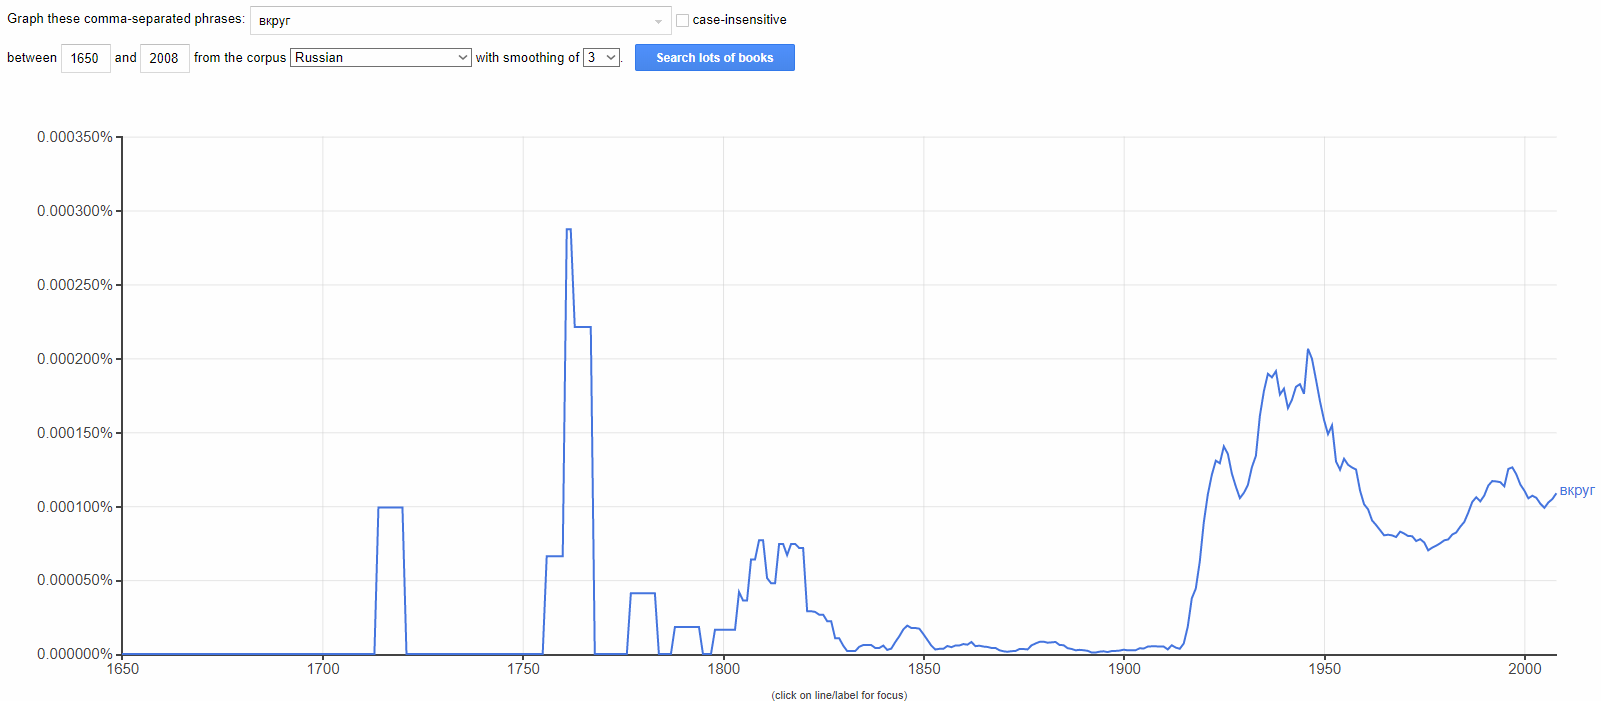 Graph these comma-separated phrases: вкруг case-insensitive
between 1650 and 2008 from the corpus Russian with smoothing of 3 . Search lots of books
0.000350%
0.000300%
0.000250%
0.000200%
0.000150%
0.000100%
вкруг
0.000050%
0.000000%
1650 1700 1750 1800 1850 1900 1950 2000
(click on line/label for focus)